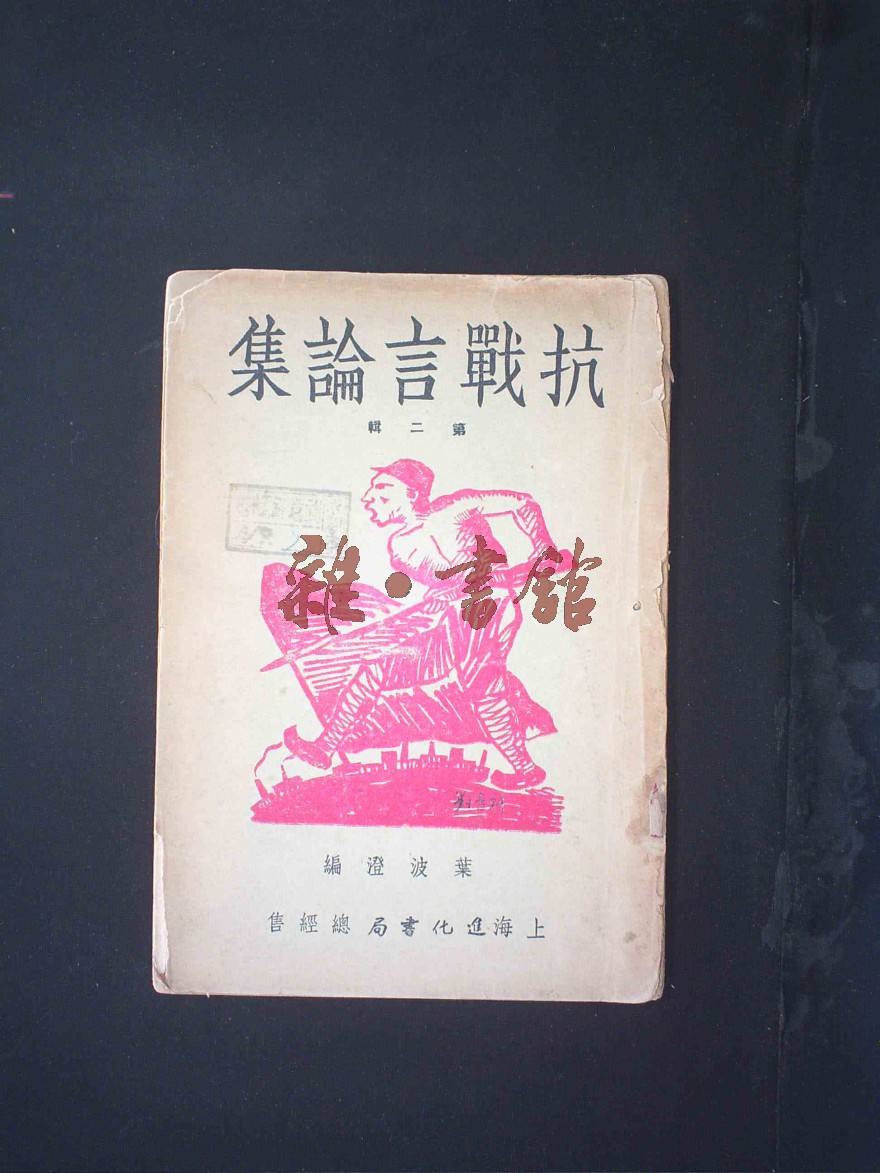 抗戰言論集
第二輯
雜·書館
葉波澄編
上海進化書局總經售